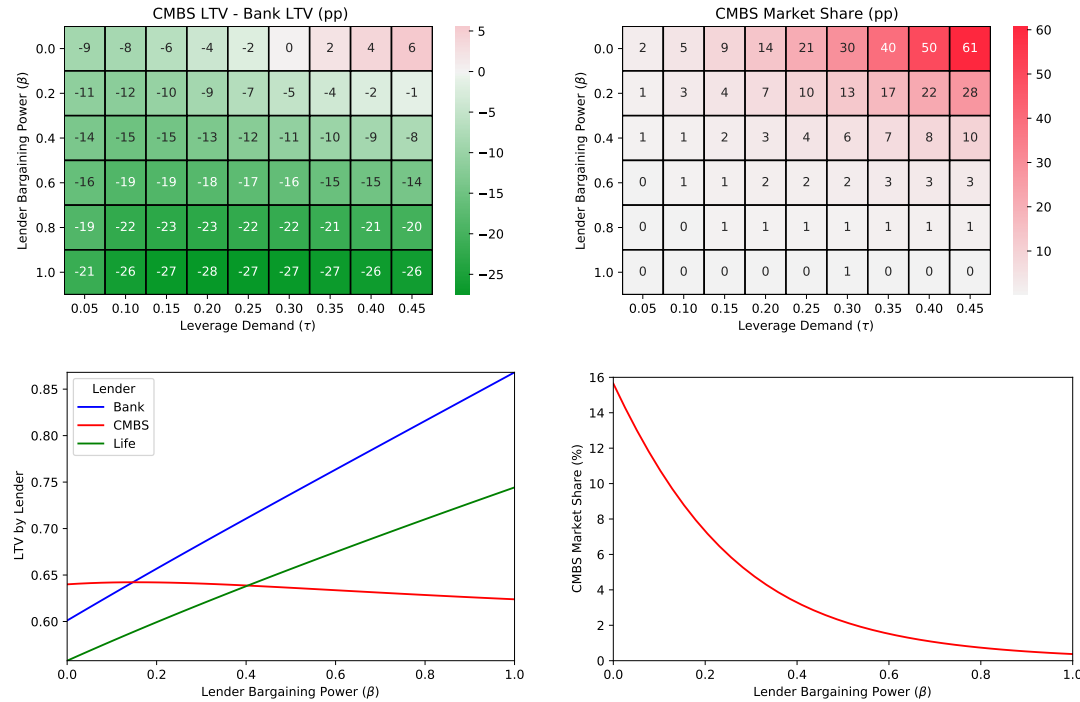 CMBS LTV - Bank LTV (pp)
Lender Bargaining Power (β)
0.0 -9 -8 -6 -4 -2 0 2 4 6
0.2 -11 -12 -10 -9 -7 -5 -4 -2 -1
0.4 -14 -15 -15 -13 -12 -11 -10 -9 -8
0.6 -16 -19 -19 -18 -17 -16 -15 -15 -14
0.8 -19 -22 -23 -23 -22 -22 -21 -21 -20
1.0 -21 -26 -27 -28 -27 -27 -27 -26 -26
0.05 0.10 0.15 0.20 0.25 0.30 0.35 0.40 0.45
Leverage Demand (τ)
5
0
−5
−10
−15
−20
−25
CMBS Market Share (pp)
Lender Bargaining Power (β)
0.0 2 5 9 14 21 30 40 50 61
0.2 1 3 4 7 10 13 17 22 28
0.4 1 1 2 3 4 6 7 8 10
0.6 0 1 1 2 2 2 3 3 3
0.8 0 0 1 1 1 1 1 1 1
1.0 0 0 0 0 0 1 0 0 0
0.05 0.10 0.15 0.20 0.25 0.30 0.35 0.40 0.45
Leverage Demand (τ)
60
50
40
30
20
10
LTV by Lender
0.85
0.80
0.75
0.70
0.65
0.60
Lender
Bank
CMBS
Life
0.0 0.2 0.4 0.6 0.8 1.0
Lender Bargaining Power (β)
CMBS Market Share (%)
16
14
12
10
8
6
4
2
0
0.0 0.2 0.4 0.6 0.8 1.0
Lender Bargaining Power (β)